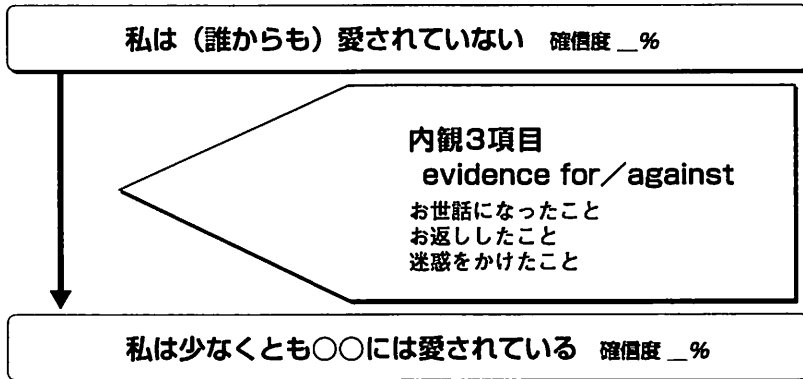 私は（誰からも）愛されていない 確信度 __%
内観3項目
evidence for／against
お世話になったこと
お返ししたこと
迷惑をかけたこと
私は少なくとも○○には愛されている 確信度 __%